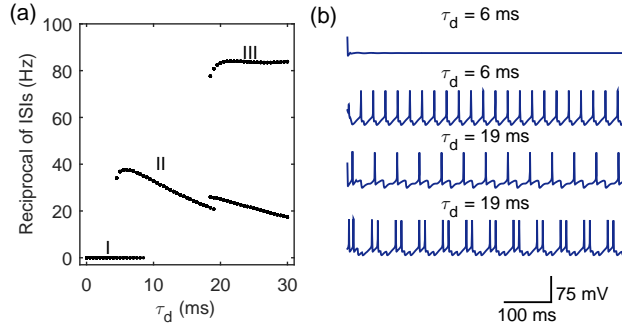 (a)
100
80
60
40
20
0
Reciprocal of ISIs (Hz)
I
II
III
0
10
20
30
τd (ms)
(b)
τd = 6 ms
τd = 6 ms
τd = 19 ms
τd = 19 ms
75 mV
100 ms